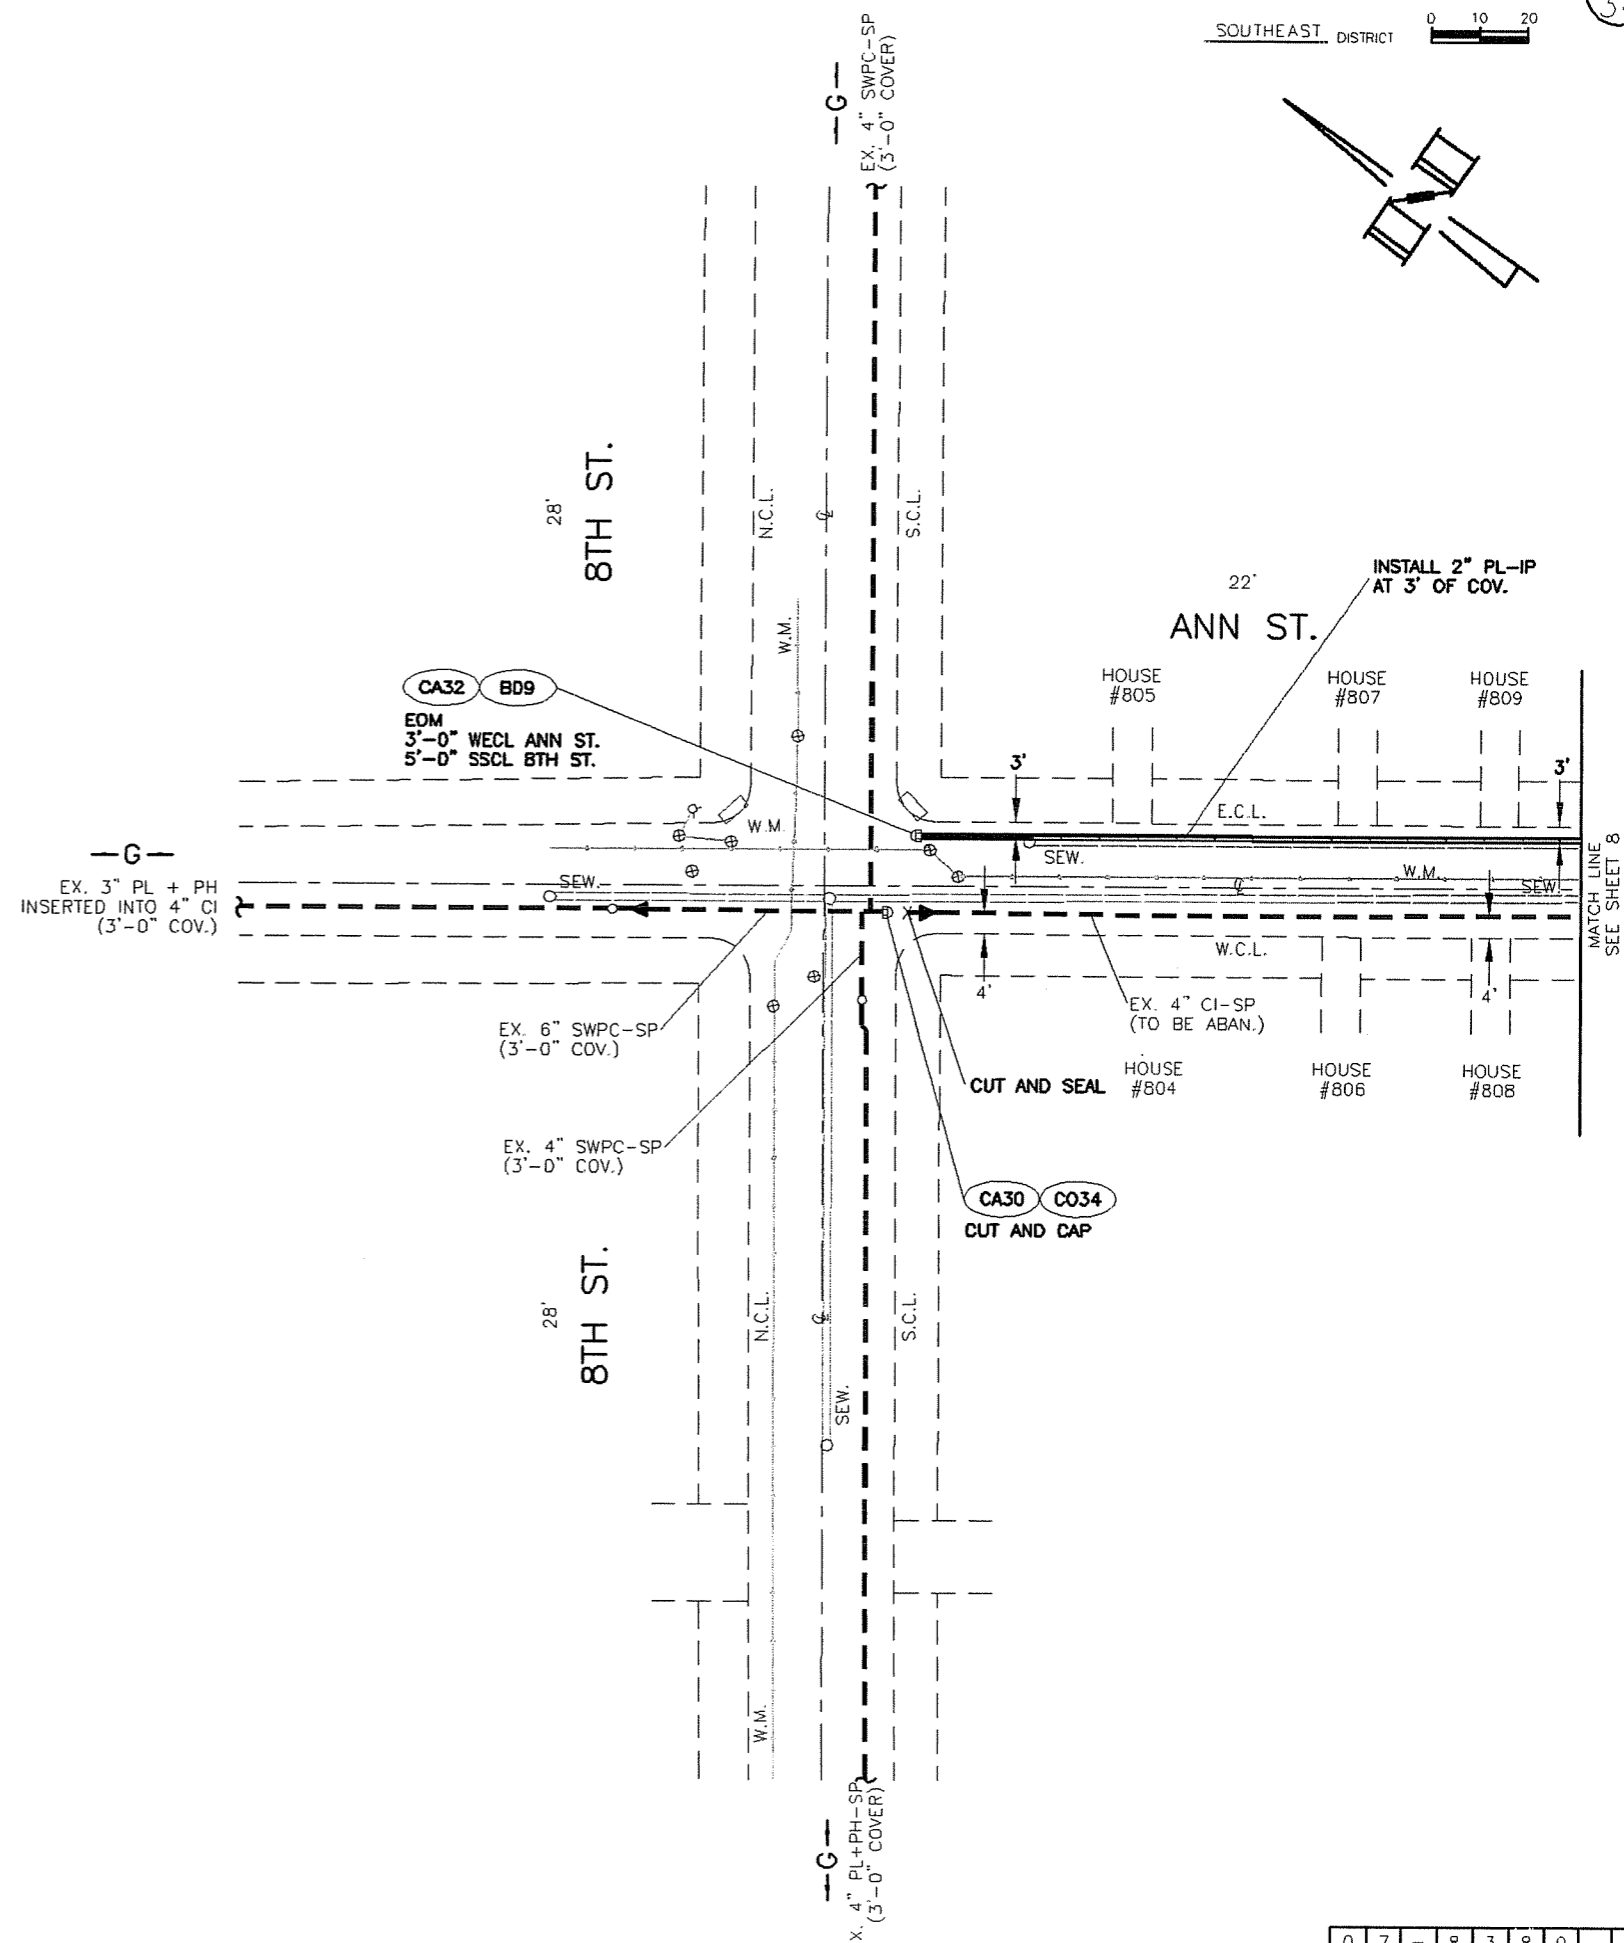 SOUTHEAST DISTRICT
0 10 20
—G—
EX. 4" SWPC-SP
(3'-0" COVER)
28'
8TH ST.
N.C.L.
S.C.L.
W.M.
INSTALL 2" PL-IP
AT 3' OF COV.
22'
ANN ST.
HOUSE
#805
HOUSE
#807
HOUSE
#809
CA32 BD9
EOM
3'-0" WECL ANN ST.
5'-0" SSCL 8TH ST.
3'
3'
E.C.L.
W.M.
SEW.
W.M.
SEW.
MATCH LINE
SEE SHEET 8
—G—
EX. 3" PL + PH
INSERTED INTO 4" CI
(3'-0" COV.)
SEW.
W.C.L.
4'
4'
EX. 4" CI-SP
(TO BE ABAN.)
EX. 6" SWPC-SP
(3'-0" COV.)
CUT AND SEAL
HOUSE
#804
HOUSE
#806
HOUSE
#808
EX. 4" SWPC-SP
(3'-0" COV.)
CA30 CO34
CUT AND CAP
28'
8TH ST.
N.C.L.
S.C.L.
SEW.
W.M.
—G—
X. 4" PL+PH-SP
(3'-0" COVER)